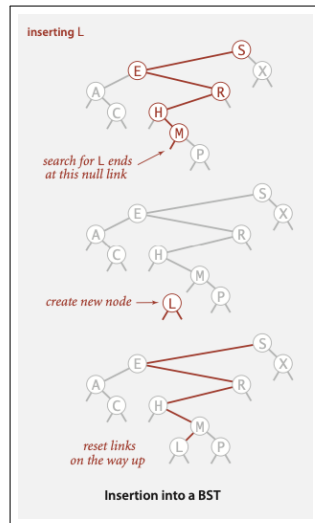 inserting L
S
E
X
A
R
C
H
M
P
search for L ends
at this null link
S
E
X
A
R
C
H
M
P
create new node
L
S
E
X
A
R
C
H
M
L
P
reset links
on the way up
Insertion into a BST